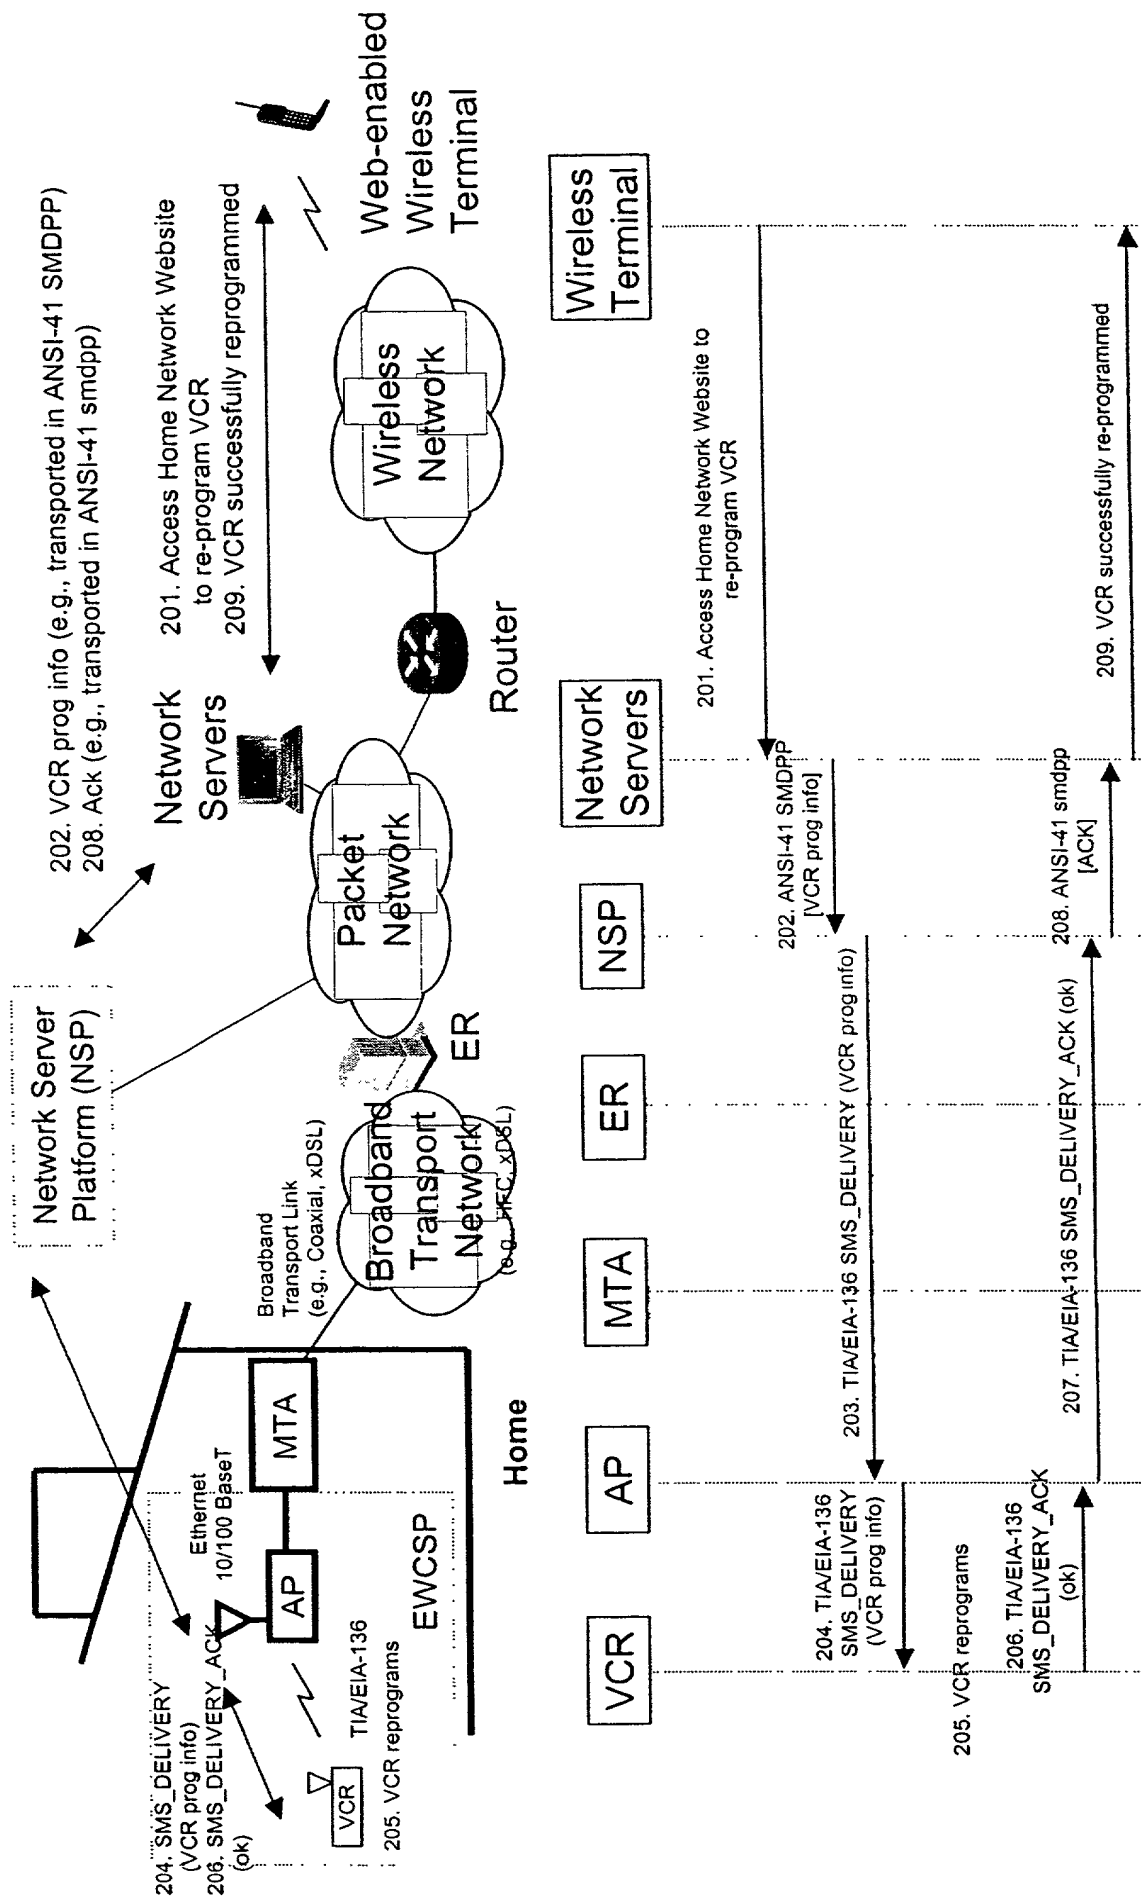 202. VCR prog info (e.g., transported in ANSI-41 SMDPP)
208. Ack (e.g., transported in ANSI-41 smdpp)
Network Server
Platform (NSP)
201. Access Home Network Website
to re-program VCR
209. VCR successfully reprogrammed
Network
Servers
204. SMS_DELIVERY
(VCR prog info)
206. SMS_DELIVERY_ACK
(ok)
Ethernet
10/100 BaseT
Broadband
Transport Link
(e.g., Coaxial, xDSL)
AP
MTA
VCR
TIA/EIA-136
205. VCR reprograms
EWCSP
Home
Broadband
Transport
Network
(e.g., HFC, xDSL)
ER
Packet
Network
Router
Wireless
Network
Web-enabled
Wireless
Terminal
VCR
AP
MTA
ER
NSP
Network
Servers
Wireless
Terminal
201. Access Home Network Website to
re-program VCR
202. ANSI-41 SMDPP
[VCR prog info]
203. TIA/EIA-136 SMS_DELIVERY (VCR prog info)
204. TIA/EIA-136
SMS_DELIVERY
(VCR prog info)
205. VCR reprograms
206. TIA/EIA-136
SMS_DELIVERY_ACK
(ok)
207. TIA/EIA-136 SMS_DELIVERY_ACK (ok)
208. ANSI-41 smdpp
[ACK]
209. VCR successfully re-programmed